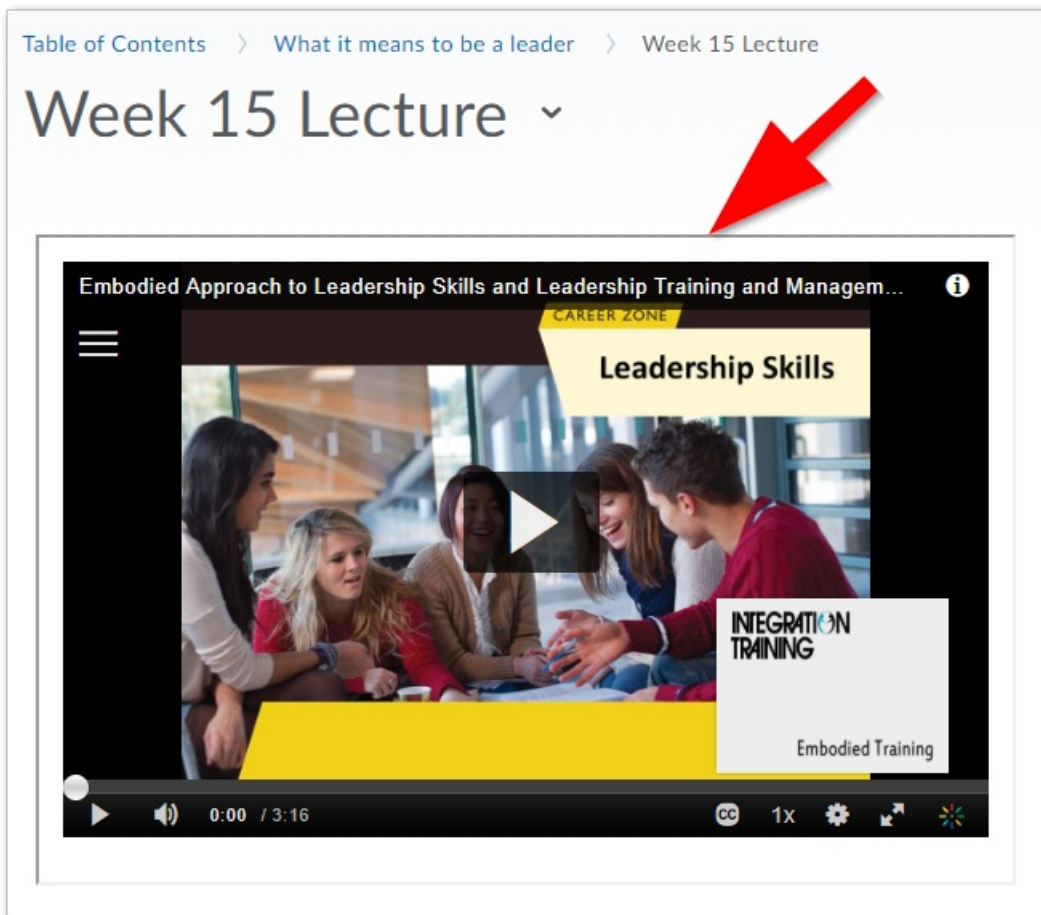 Table of Contents > What it means to be a leader > Week 15 Lecture
Week 15 Lecture
Embodied Approach to Leadership Skills and Leadership Training and Managem...
CAREER ZONE
Leadership Skills
INTEGRATION
TRAINING
Embodied Training
0:00 / 3:16
CC
1x